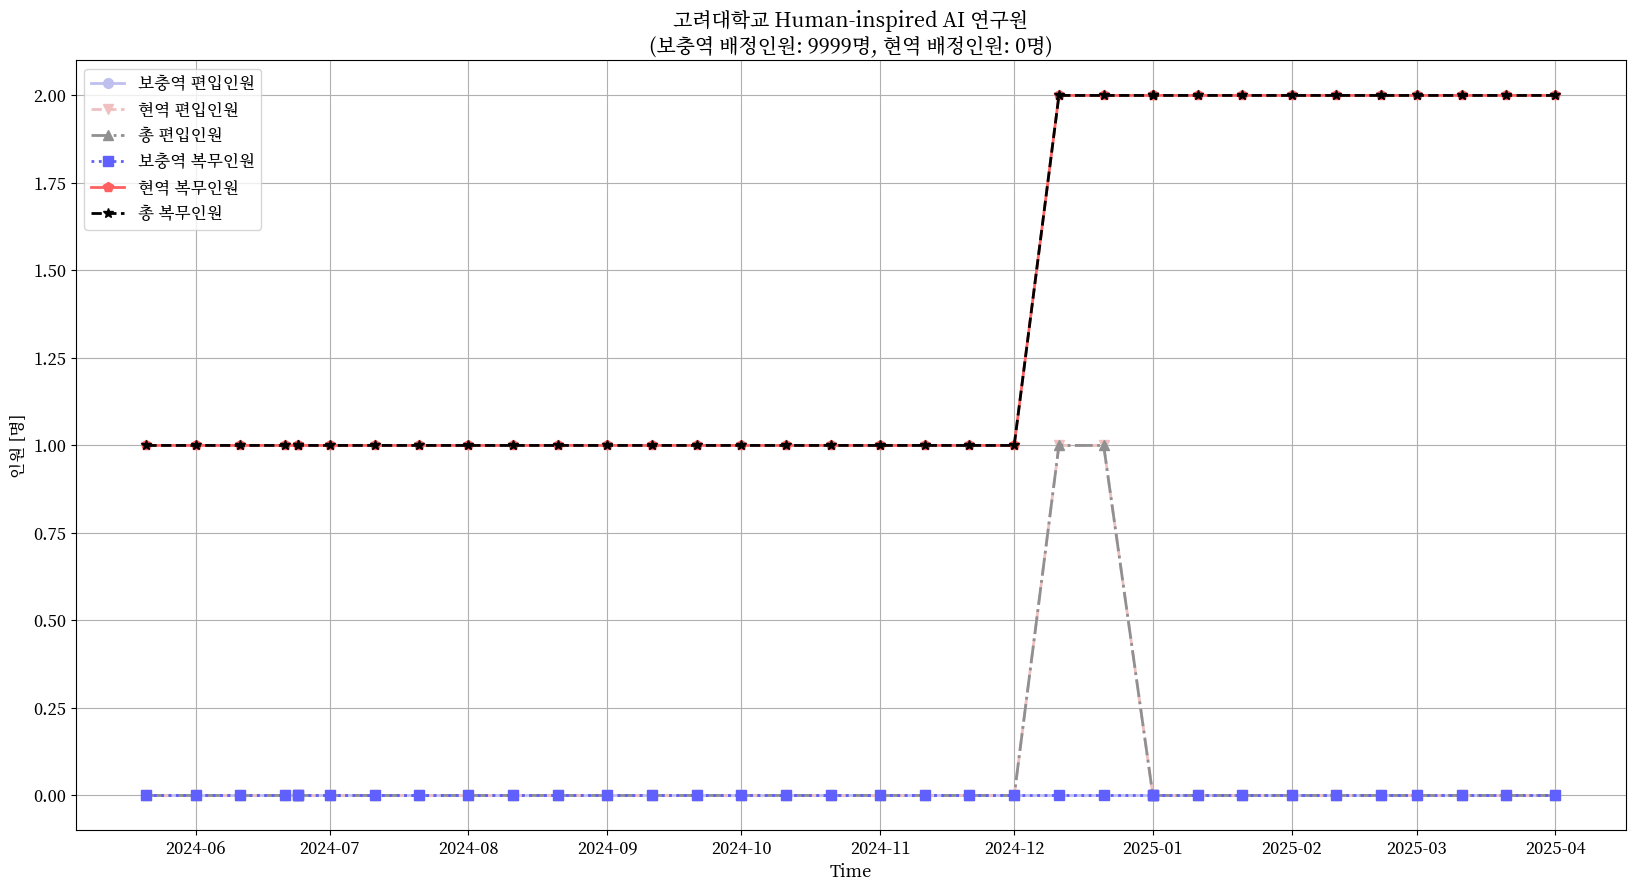 고려대학교 Human-inspired AI 연구원
(보충역 배정인원: 9999명, 현역 배정인원: 0명)
보충역 편입인원
현역 편입인원
총 편입인원
보충역 복무인원
현역 복무인원
총 복무인원
2.00
1.75
1.50
1.25
1.00
0.75
0.50
0.25
0.00
인원 [명]
2024-06
2024-07
2024-08
2024-09
2024-10
2024-11
2024-12
2025-01
2025-02
2025-03
2025-04
Time